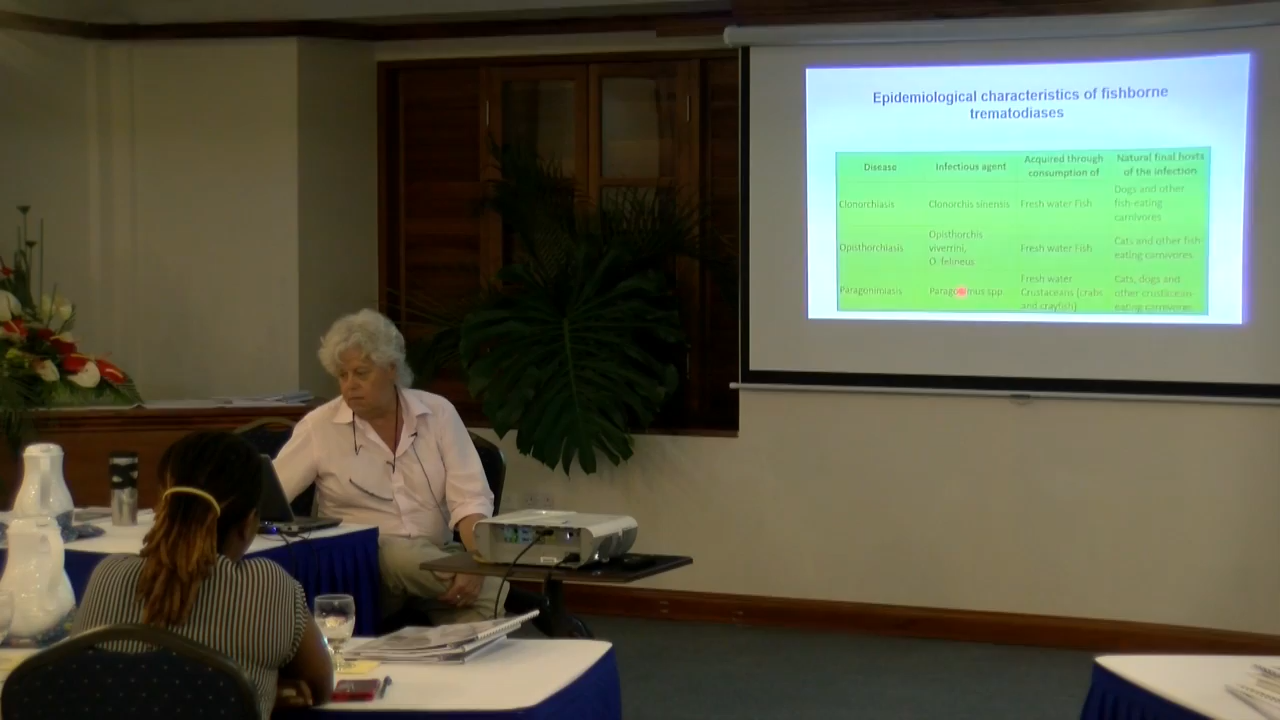 Epidemiological characteristics of fishborne
trematodiases
Disease
Infectious agent
Acquired through
consumption of
Natural final hosts
of the infection
Clonorchiasis
Clonorchis sinensis
Fresh water Fish
Dogs and other
fish-eating
carnivores
Opisthorchiasis
Opisthorchis
viverrini,
O. felineus
Fresh water Fish
Cats and other fish-
eating carnivores.
Paragonimiasis
Paragonimus spp.
Fresh water
Crustaceans (crabs
and crayfish)
Cats, dogs and
other crustacean-
eating carnivores